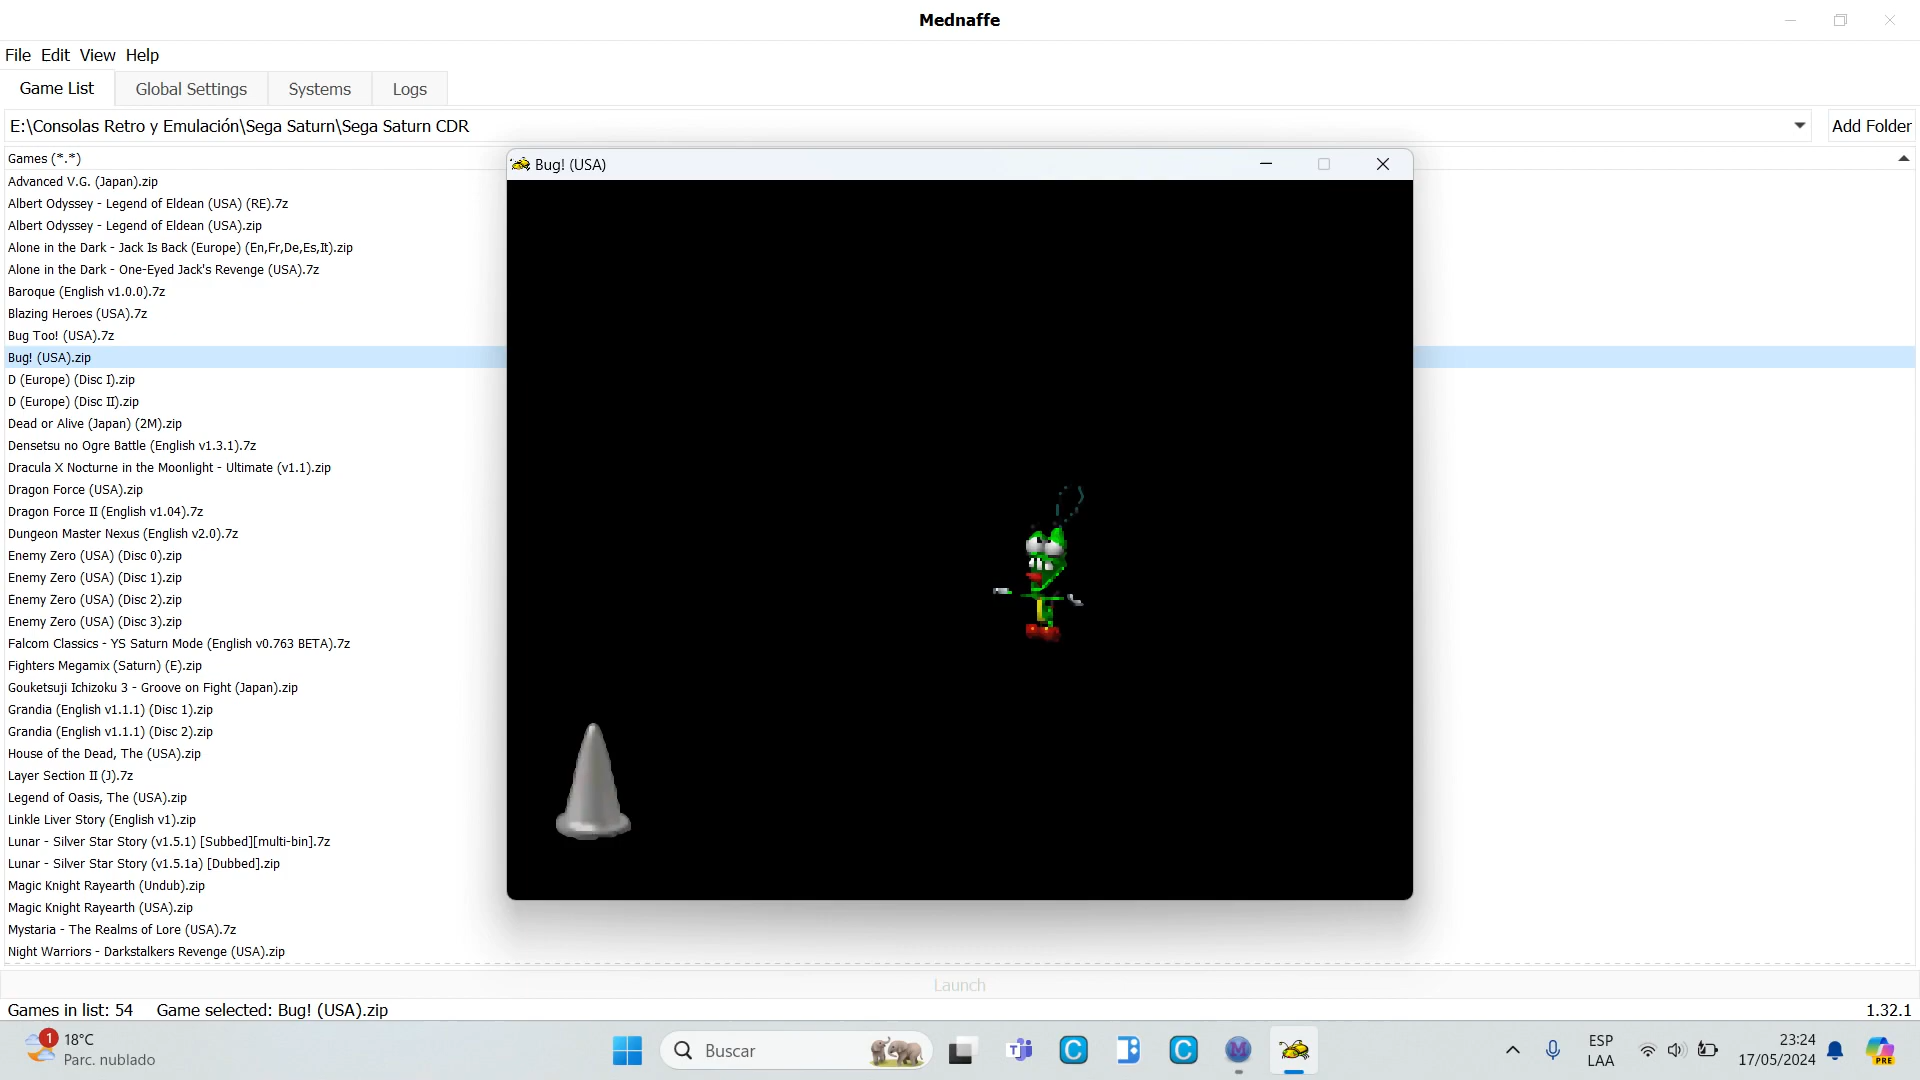 Mednaffe
File Edit View Help
Game List Global Settings Systems Logs
E:\Consolas Retro y Emulación\Sega Saturn\Sega Saturn CDR
Add Folder
Games (*.*)
Advanced V.G. (Japan).zip
Albert Odyssey - Legend of Eldean (USA) (RE).7z
Albert Odyssey - Legend of Eldean (USA).zip
Alone in the Dark - Jack Is Back (Europe) (En,Fr,De,Es,It).zip
Alone in the Dark - One-Eyed Jack's Revenge (USA).7z
Baroque (English v1.0.0).7z
Blazing Heroes (USA).7z
Bug Too! (USA).7z
Bug! (USA).zip
D (Europe) (Disc I).zip
D (Europe) (Disc II).zip
Dead or Alive (Japan) (2M).zip
Densetsu no Ogre Battle (English v1.3.1).7z
Dracula X Nocturne in the Moonlight - Ultimate (v1.1).zip
Dragon Force (USA).zip
Dragon Force II (English v1.04).7z
Dungeon Master Nexus (English v2.0).7z
Enemy Zero (USA) (Disc 0).zip
Enemy Zero (USA) (Disc 1).zip
Enemy Zero (USA) (Disc 2).zip
Enemy Zero (USA) (Disc 3).zip
Falcom Classics - YS Saturn Mode (English v0.763 BETA).7z
Fighters Megamix (Saturn) (E).zip
Gouketsuji Ichizoku 3 - Groove on Fight (Japan).zip
Grandia (English v1.1.1) (Disc 1).zip
Grandia (English v1.1.1) (Disc 2).zip
House of the Dead, The (USA).zip
Layer Section II (J).7z
Legend of Oasis, The (USA).zip
Linkle Liver Story (English v1).zip
Lunar - Silver Star Story (v1.5.1) [Subbed][multi-bin].7z
Lunar - Silver Star Story (v1.5.1a) [Dubbed].zip
Magic Knight Rayearth (Undub).zip
Magic Knight Rayearth (USA).zip
Mystaria - The Realms of Lore (USA).7z
Night Warriors - Darkstalkers Revenge (USA).zip
Bug! (USA)
Launch
Games in list: 54 Game selected: Bug! (USA).zip
1.32.1
1
18°C
Parc. nublado
Buscar
ESP
LAA
23:24
17/05/2024
PRE